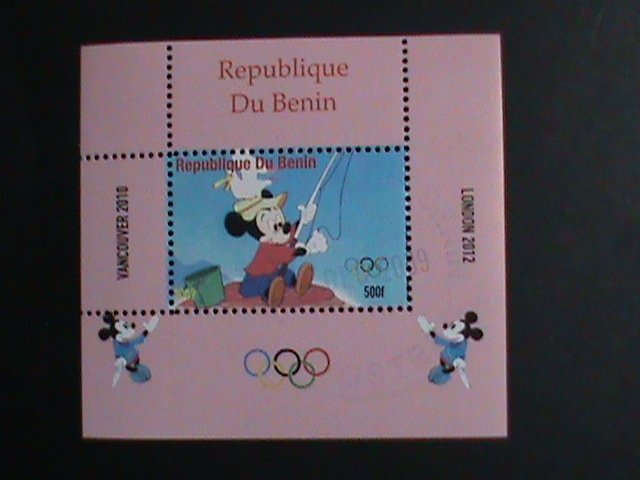 Republique
Du Benin
Republique Du Benin
VANCOUVER 2010
LONDON 2012
500f